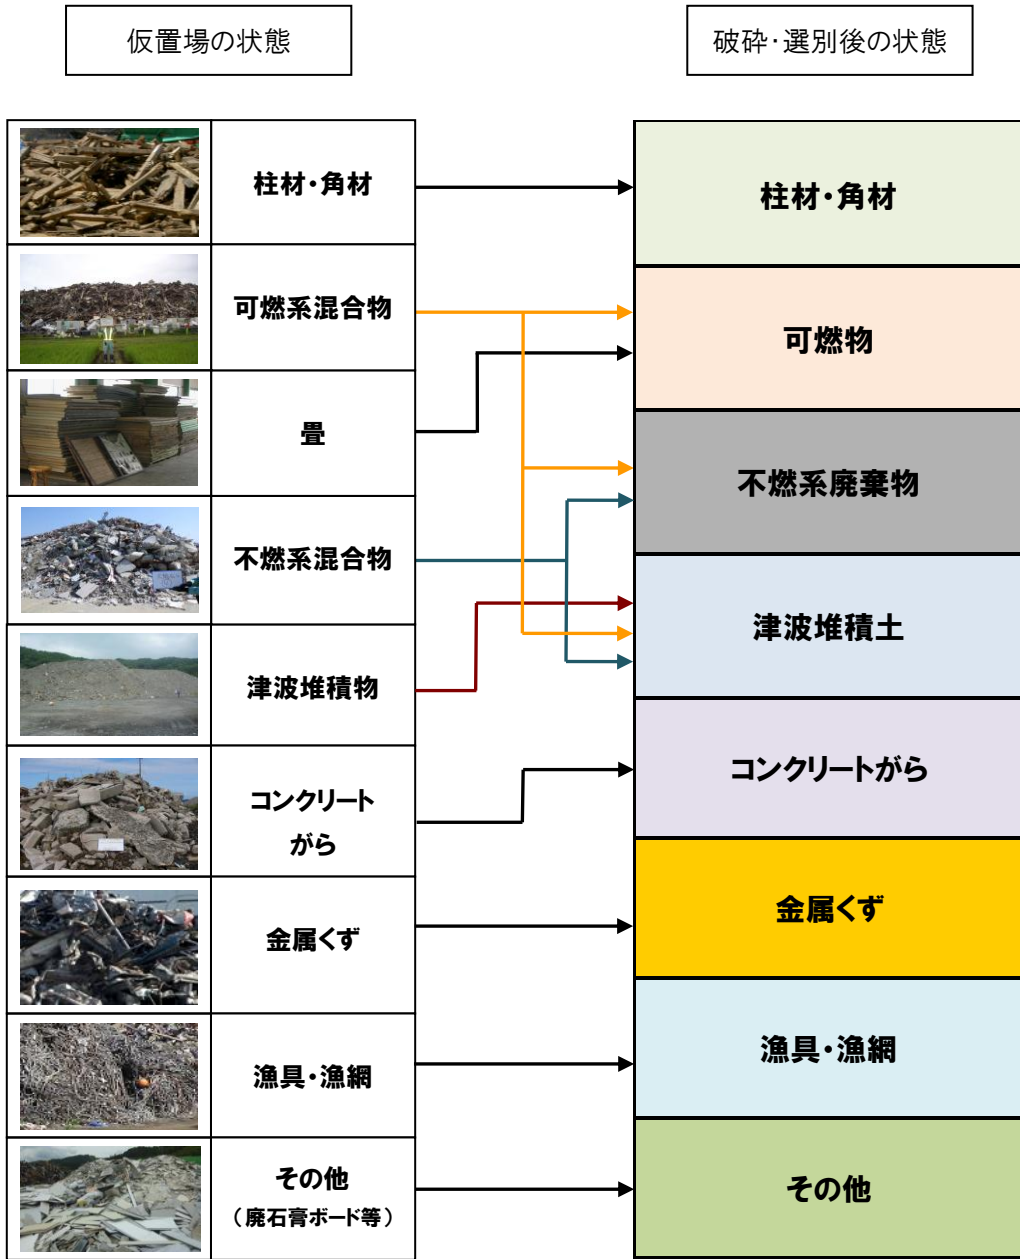 仮置場の状態
破砕・選別後の状態
柱材・角材
可燃系混合物
畳
不燃系混合物
津波堆積物
コンクリート
がら
金属くず
漁具・漁網
その他
(廃石膏ボード等)
柱材・角材
可燃物
不燃系廃棄物
津波堆積土
コンクリートがら
金属くず
漁具・漁網
その他